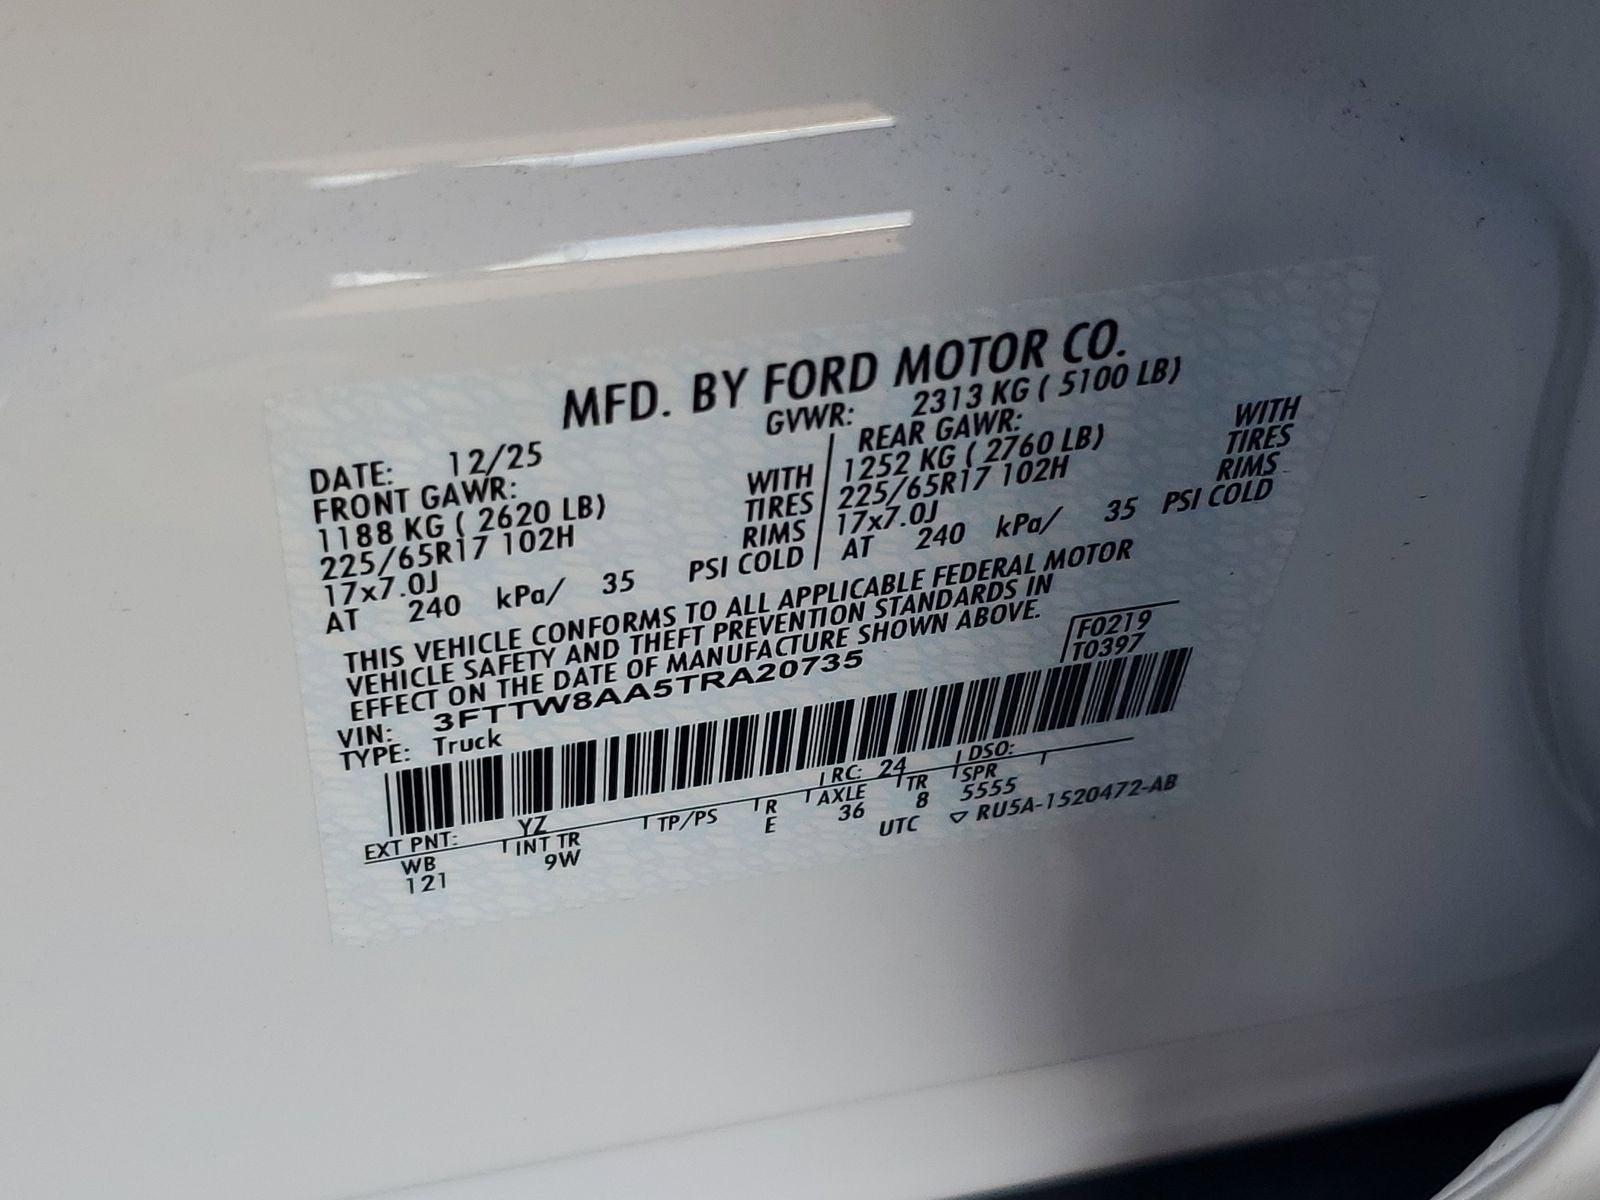 MFD. BY FORD MOTOR CO.
DATE: 12/25 GVWR: 2313 KG ( 5100 LB)
FRONT GAWR: REAR GAWR:
1188 KG ( 2620 LB) WITH 1252 KG ( 2760 LB) WITH
225/65R17 102H TIRES 225/65R17 102H TIRES
17x7.0J RIMS 17x7.0J RIMS
AT 240 kPa/ 35 PSI COLD AT 240 kPa/ 35 PSI COLD
THIS VEHICLE CONFORMS TO ALL APPLICABLE FEDERAL MOTOR
VEHICLE SAFETY AND THEFT PREVENTION STANDARDS IN
EFFECT ON THE DATE OF MANUFACTURE SHOWN ABOVE.
F0219
T0397
VIN: 3FTTW8AA5TRA20735
TYPE: Truck
EXT PNT: YZ RC: 24 DSO:
WB INT TR TP/PS R AXLE TR SPR
121 9W E 36 8 5555
UTC ▽ RU5A-1520472-AB